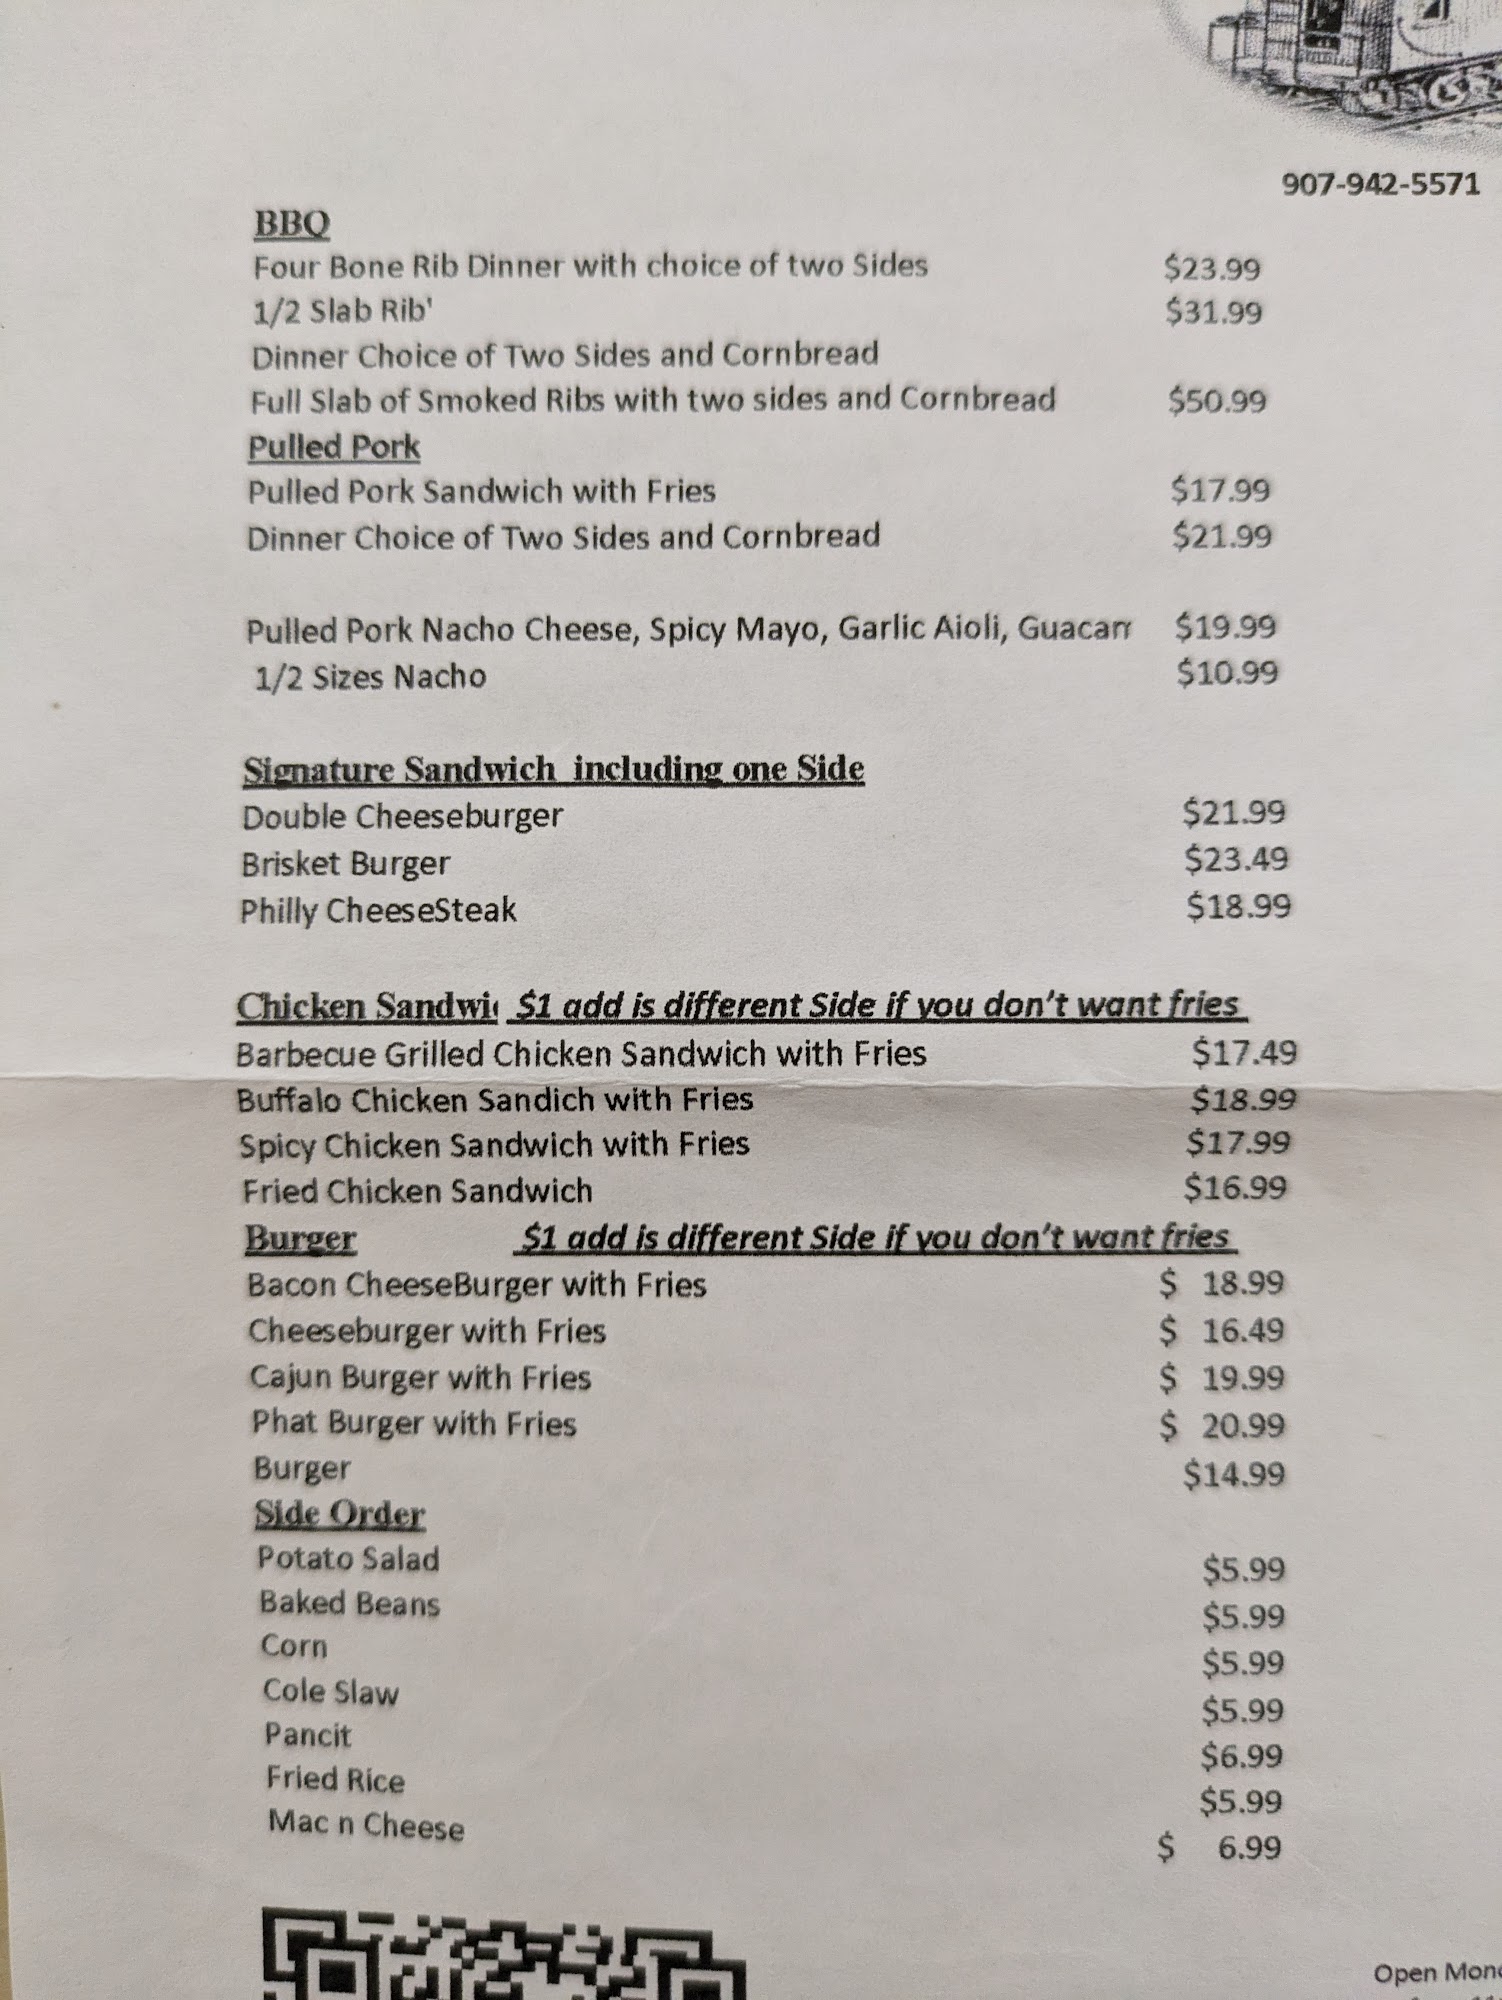 907-942-5571
BBQ
Four Bone Rib Dinner with choice of two Sides $23.99
1/2 Slab Rib' $31.99
Dinner Choice of Two Sides and Cornbread
Full Slab of Smoked Ribs with two sides and Cornbread $50.99
Pulled Pork
Pulled Pork Sandwich with Fries $17.99
Dinner Choice of Two Sides and Cornbread $21.99
Pulled Pork Nacho Cheese, Spicy Mayo, Garlic Aioli, $19.99
1/2 Sizes Nacho $10.99
Signature Sandwich including one Side
Double Cheeseburger $21.99
Brisket Burger $23.49
Philly CheeseSteak $18.99
Chicken Sandwi $1 add is different Side if you don't want fries
Barbecue Grilled Chicken Sandwich with Fries $17.49
Buffalo Chicken Sandich with Fries $18.99
Spicy Chicken Sandwich with Fries $17.99
Fried Chicken Sandwich $16.99
Burger $1 add is different Side if you don't want fries
Bacon CheeseBurger with Fries $ 18.99
Cheeseburger with Fries $ 16.49
Cajun Burger with Fries $ 19.99
Phat Burger with Fries $ 20.99
Burger $14.99
Side Order
Potato Salad $5.99
Baked Beans $5.99
Corn $5.99
Cole Slaw $5.99
Pancit $6.99
Fried Rice $5.99
Mac n Cheese $ 6.99
Open